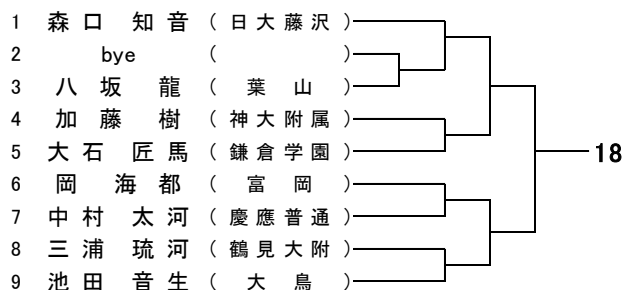 1 森口 知音 (日大藤沢)
2 bye ( )
3 八坂 龍 (葉山)
4 加藤 樹 (神大附属)
5 大石 匠馬 (鎌倉学園)
18
6 岡 海都 (富岡)
7 中村 太河 (慶應普通)
8 三浦 琉河 (鶴見大附)
9 池田 音生 (大鳥)